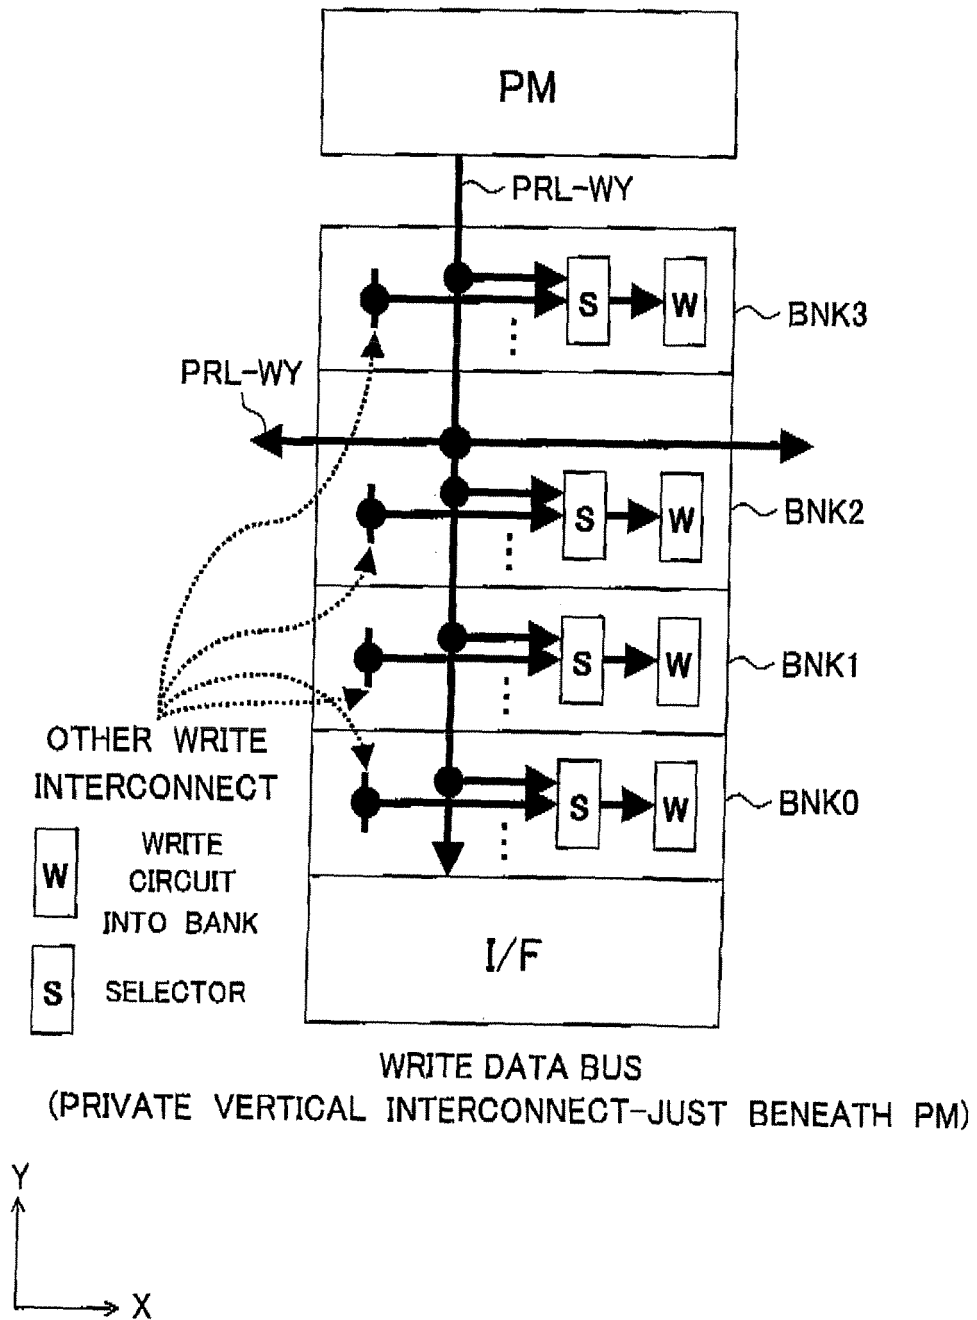 PM
PRL-WY
S
W
BNK3
PRL-WY
S
W
BNK2
S
W
BNK1
OTHER WRITE
INTERCONNECT
S
W
BNK0
W
WRITE
CIRCUIT
INTO BANK
I/F
S
SELECTOR
WRITE DATA BUS
(PRIVATE VERTICAL INTERCONNECT-JUST BENEATH PM)
Y
X